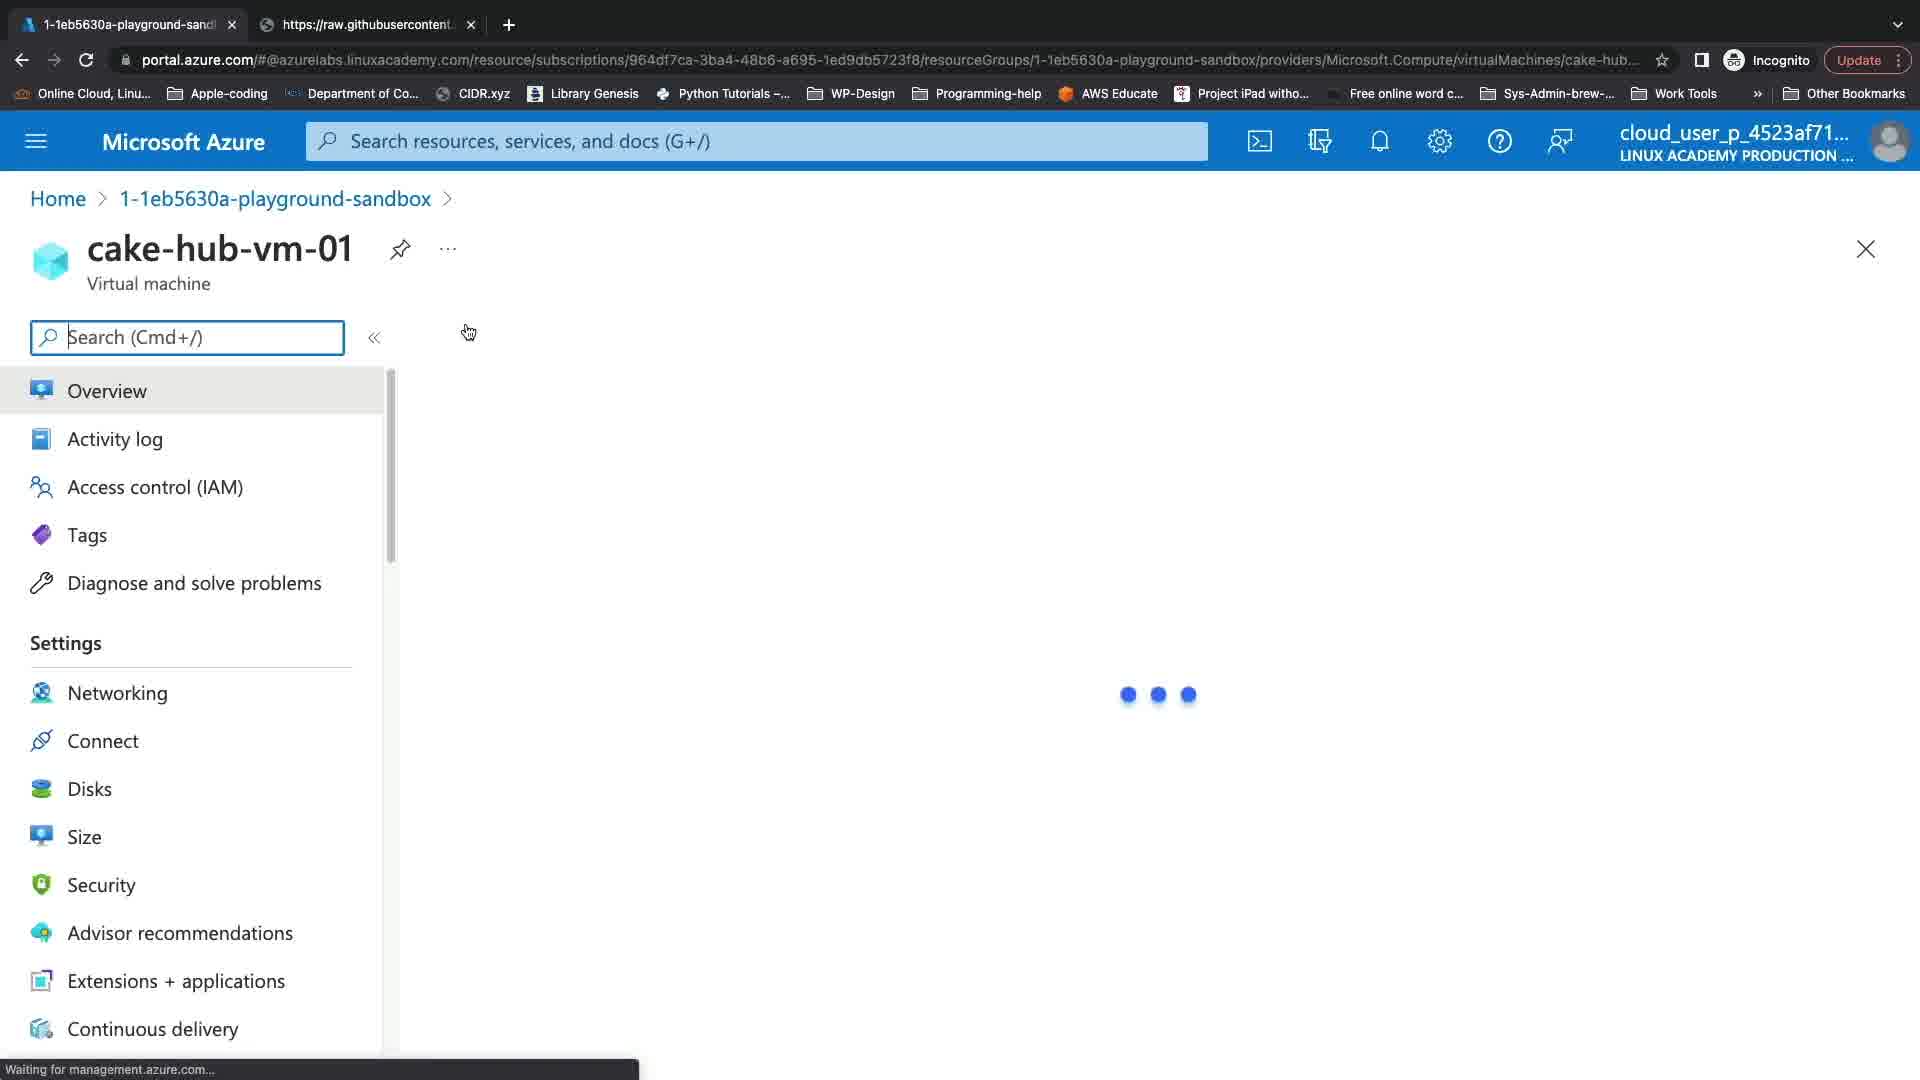 1-1eb5630a-playground-sand
https://raw.githubusercontent.
portal.azure.com/#@azurelabs.linuxacademy.com/resource/subscriptions/964df7ca-3ba4-48b6-a695-1ed9db5723f8/resourceGroups/1-1eb5630a-playground-sandbox/providers/Microsoft.Compute/virtualMachines/cake-hub...
Incognito
Update
Online Cloud, Linu...
Apple-coding
Department of Co...
CIDR.xyz
Library Genesis
Python Tutorials –...
WP-Design
Programming-help
AWS Educate
Project iPad witho...
Free online word c...
Sys-Admin-brew-...
Work Tools
»
Other Bookmarks
Microsoft Azure
Search resources, services, and docs (G+/)
cloud_user_p_4523af71...
LINUX ACADEMY PRODUCTION ...
Home > 1-1eb5630a-playground-sandbox >
cake-hub-vm-01
...
Virtual machine
Search (Cmd+/)
«
Overview
Activity log
Access control (IAM)
Tags
Diagnose and solve problems
Settings
Networking
Connect
Disks
Size
Security
Advisor recommendations
Extensions + applications
Continuous delivery
Waiting for management.azure.com...